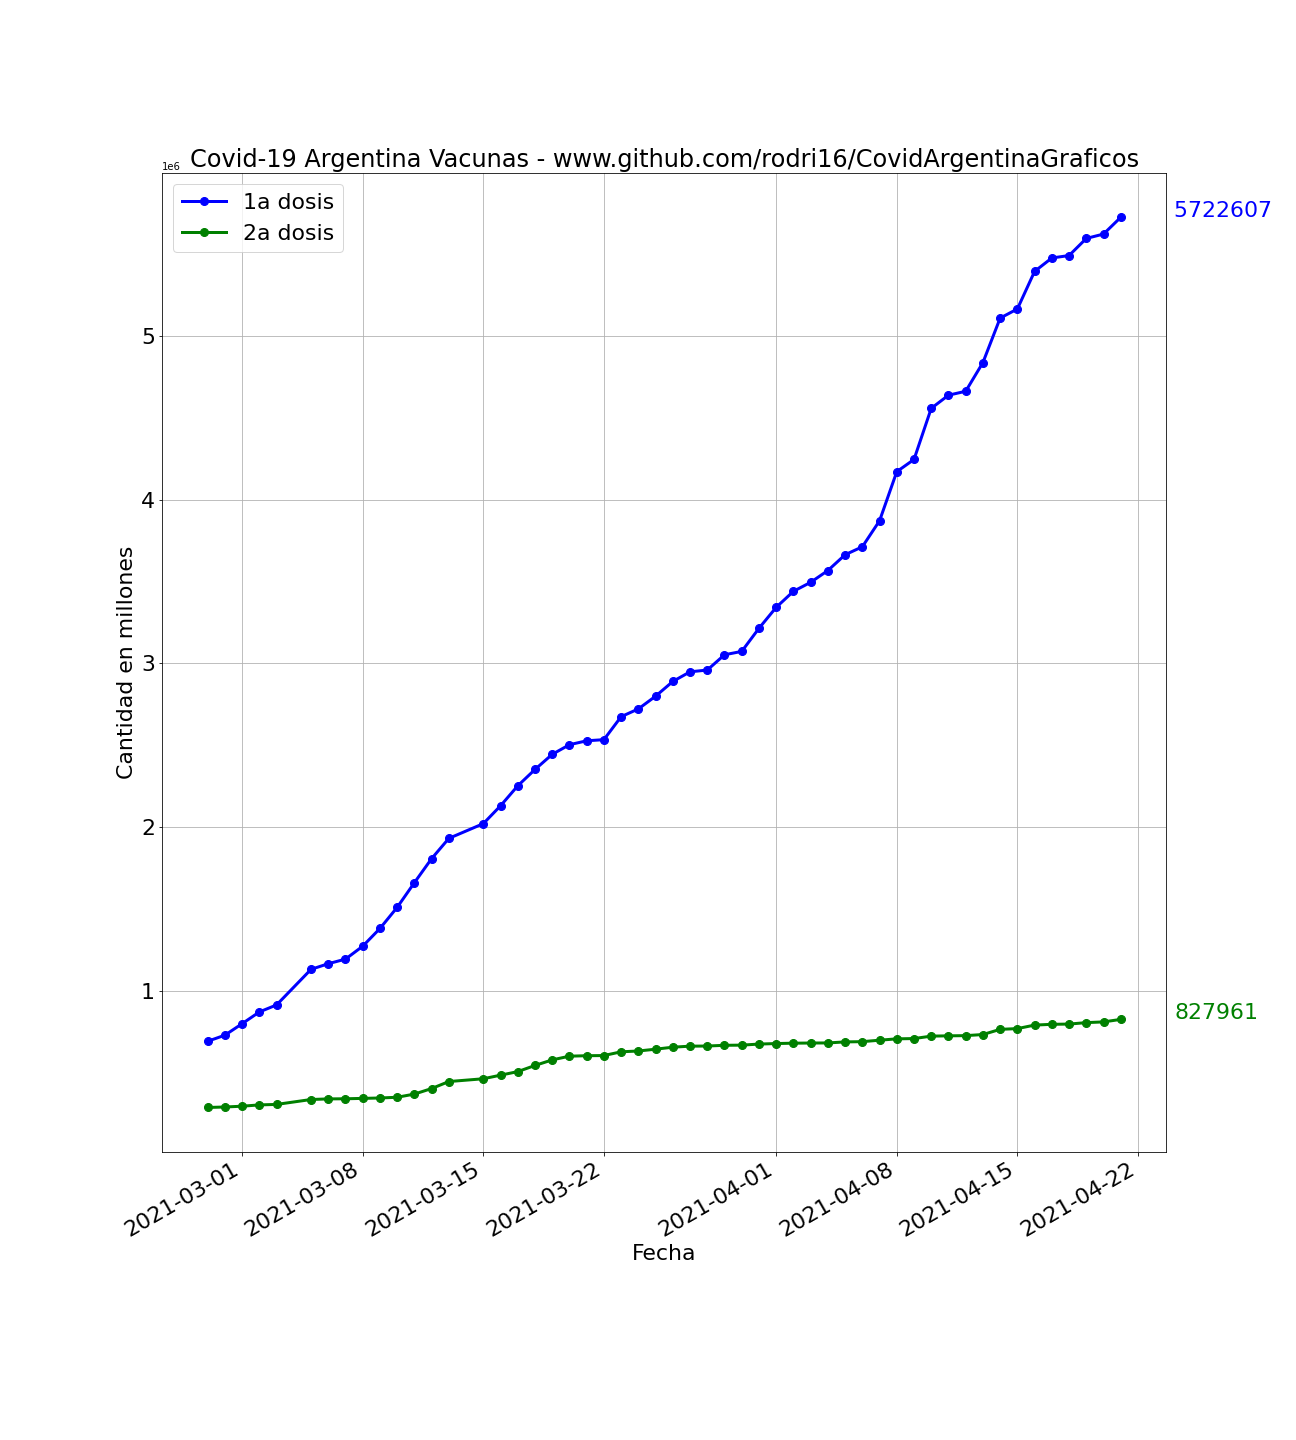 Covid-19 Argentina Vacunas - www.github.com/rodri16/CovidArgentinaGraficos
1e6
1a dosis
2a dosis
5722607
5
4
3
2
1
827961
Cantidad en millones
2021-03-01
2021-03-08
2021-03-15
2021-03-22
2021-04-01
2021-04-08
2021-04-15
2021-04-22
Fecha